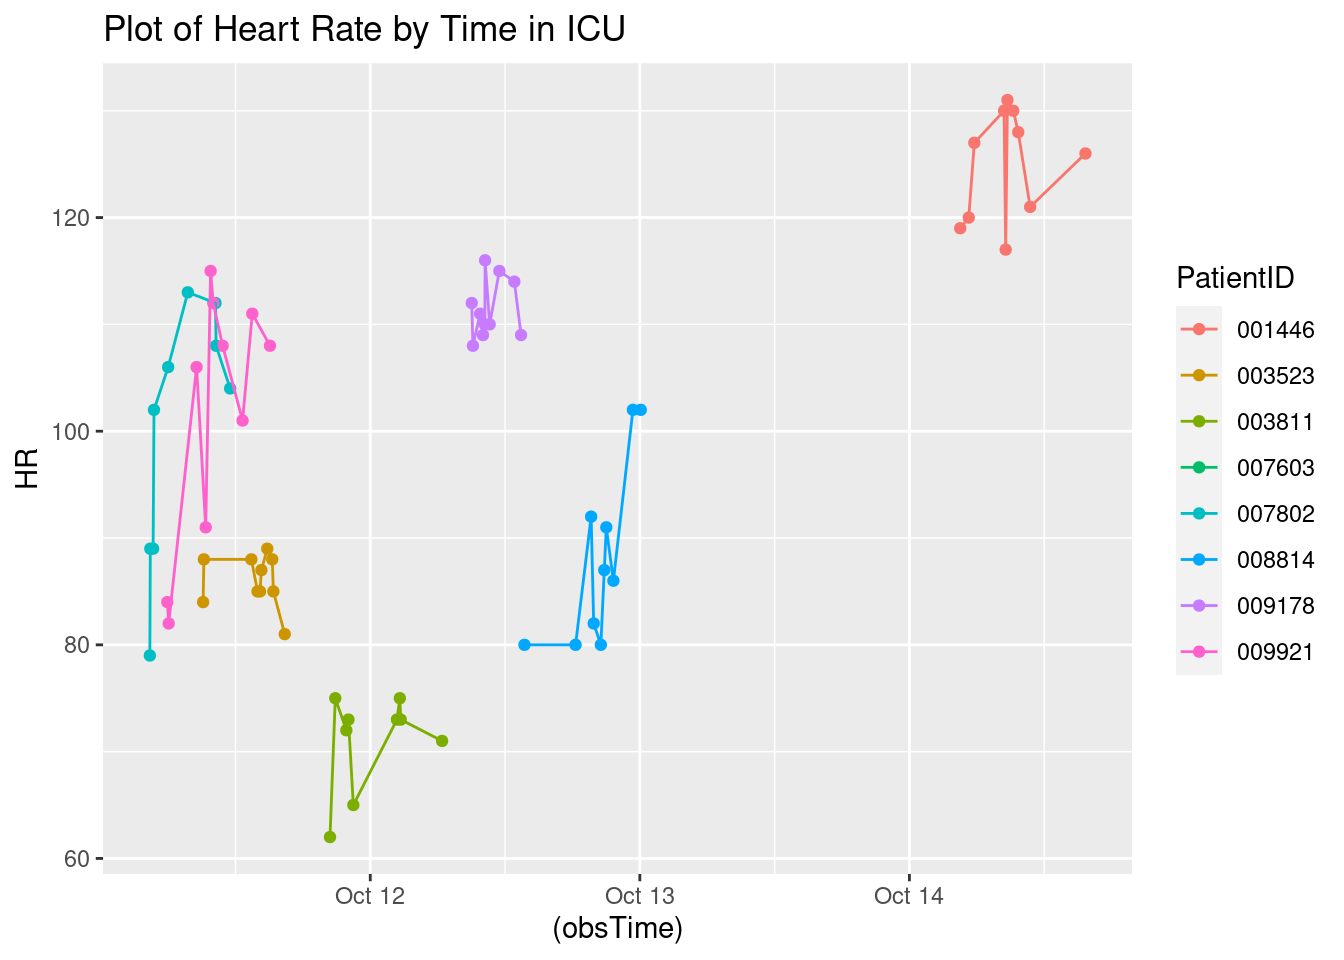 Plot of Heart Rate by Time in ICU
HR
120
100
80
60
Oct 12
Oct 13
Oct 14
(obsTime)
PatientID
001446
003523
003811
007603
007802
008814
009178
009921